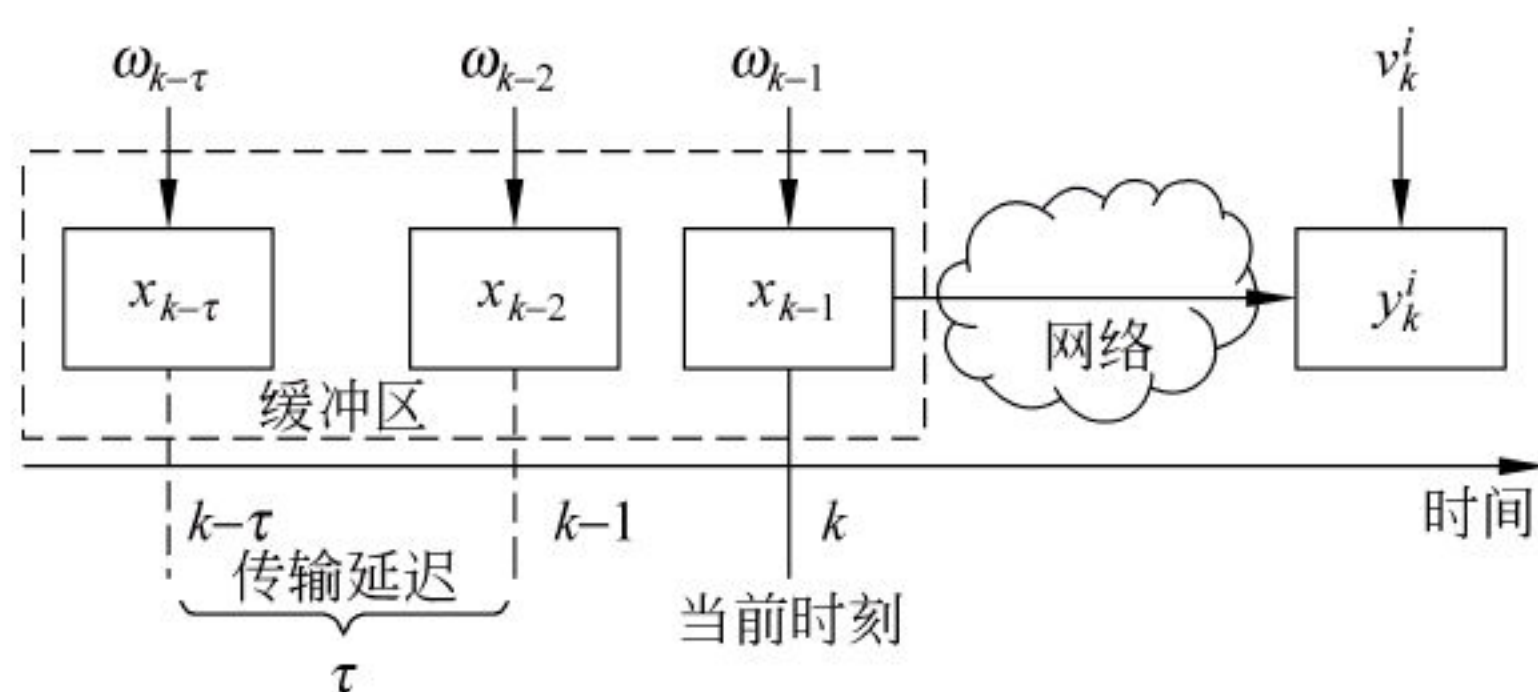 ω_{k−τ} ω_{k−2} ω_{k−1} v_k^i
x_{k−τ} x_{k−2} x_{k−1} y_k^i
网络
缓冲区
k−τ k−1 k 时间
传输延迟 当前时刻
τ